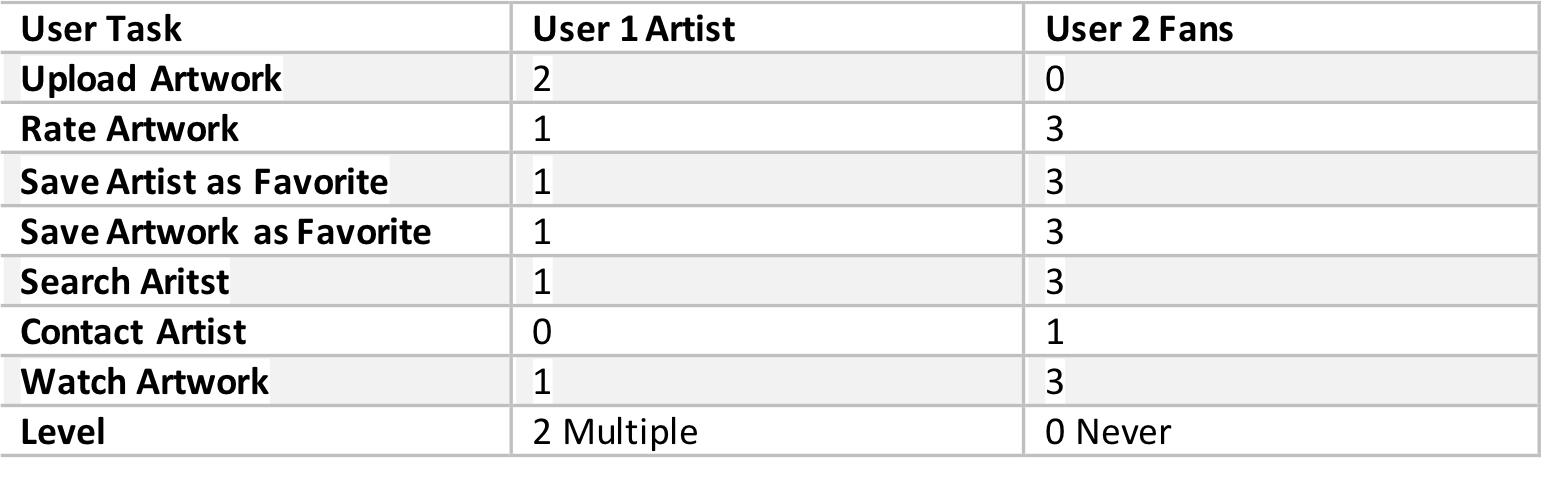 User Task User 1 Artist User 2 Fans
Upload Artwork 2 0
Rate Artwork 1 3
Save Artist as Favorite 1 3
Save Artwork as Favorite 1 3
Search Aritst 1 3
Contact Artist 0 1
Watch Artwork 1 3
Level 2 Multiple 0 Never